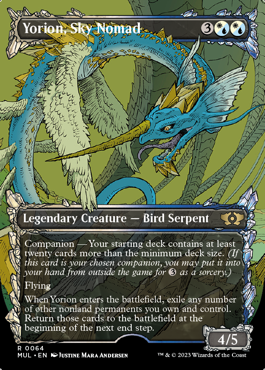 Yorion, Sky Nomad 3
Legendary Creature — Bird Serpent
Companion — Your starting deck contains at least
twenty cards more than the minimum deck size. (If
this card is your chosen companion, you may put it into
your hand from outside the game for 3 as a sorcery.)
Flying
When Yorion enters the battlefield, exile any number
of other nonland permanents you own and control.
Return those cards to the battlefield at the
beginning of the next end step.
4/5
R 0064
MUL • EN Justine Mara Andersen
™ & © 2023 Wizards of the Coast